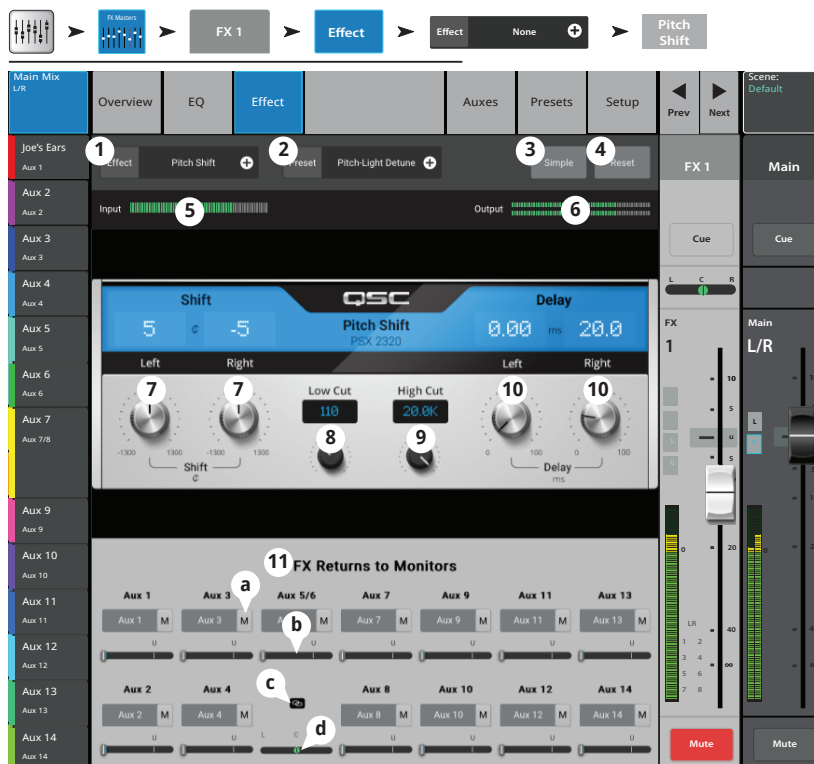 FX Masters
FX 1
Effect
Effect None
Pitch
Shift
Main Mix
L/R
Overview
EQ
Effect
Auxes
Presets
Setup
Prev
Next
Scene:
Default
Joe's Ears
Aux 1
Aux 2
Aux 2
Aux 3
Aux 3
Aux 4
Aux 4
Aux 5
Aux 5
Aux 6
Aux 6
Aux 7
Aux 7/8
Aux 9
Aux 9
Aux 10
Aux 10
Aux 11
Aux 11
Aux 12
Aux 12
Aux 13
Aux 13
Aux 14
Aux 14
1
Effect
Pitch Shift
2
Preset
Pitch-Light Detune
3
Simple
4
Reset
Input
5
Output
6
Shift
QSC
Delay
5 ¢ -5
Pitch Shift
PSX 2320
0.00 ms 20.0
Left
Right
Left
Right
7
7
Low Cut
110
8
High Cut
20.0K
9
10
10
-1300 1300 -1300 1300
Shift
¢
0 100 0 100
Delay
ms
11
FX Returns to Monitors
a
Aux 1 Aux 3 Aux 5/6 Aux 7 Aux 9 Aux 11 Aux 13
Aux 1 M Aux 3 M M Aux 7 M Aux 9 M Aux 11 M Aux 13 M
b
U U U U U U U
c
Aux 2 Aux 4 Aux 8 Aux 10 Aux 12 Aux 14
Aux 2 M Aux 4 M Aux 8 M Aux 10 M Aux 12 M Aux 14 M
d
U U L C U U U U
FX 1
Cue
L C R
FX
1
10
5
U
5
0
20
40
∞
LR
1 2
3 4
5 6
7 8
Mute
Main
Cue
Main
L/R
L
0
Mute